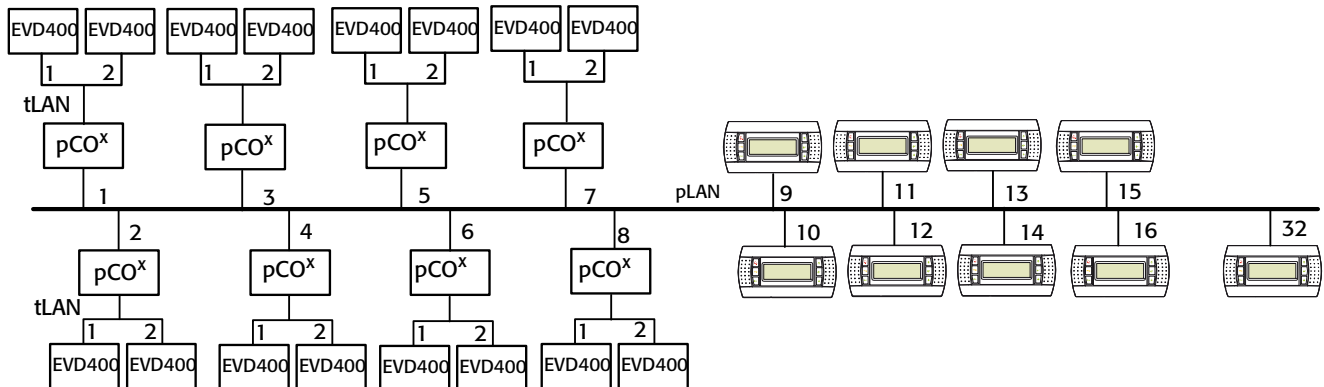 EVD400 EVD400 EVD400 EVD400 EVD400 EVD400 EVD400 EVD400
1 2 1 2 1 2 1 2
tLAN
pCOx pCOx pCOx pCOx
1 3 5 7 pLAN 9 11 13 15
2 4 6 8 10 12 14 16 32
pCOx pCOx pCOx pCOx
tLAN
1 2 1 2 1 2 1 2
EVD400 EVD400 EVD400 EVD400 EVD400 EVD400 EVD400 EVD400